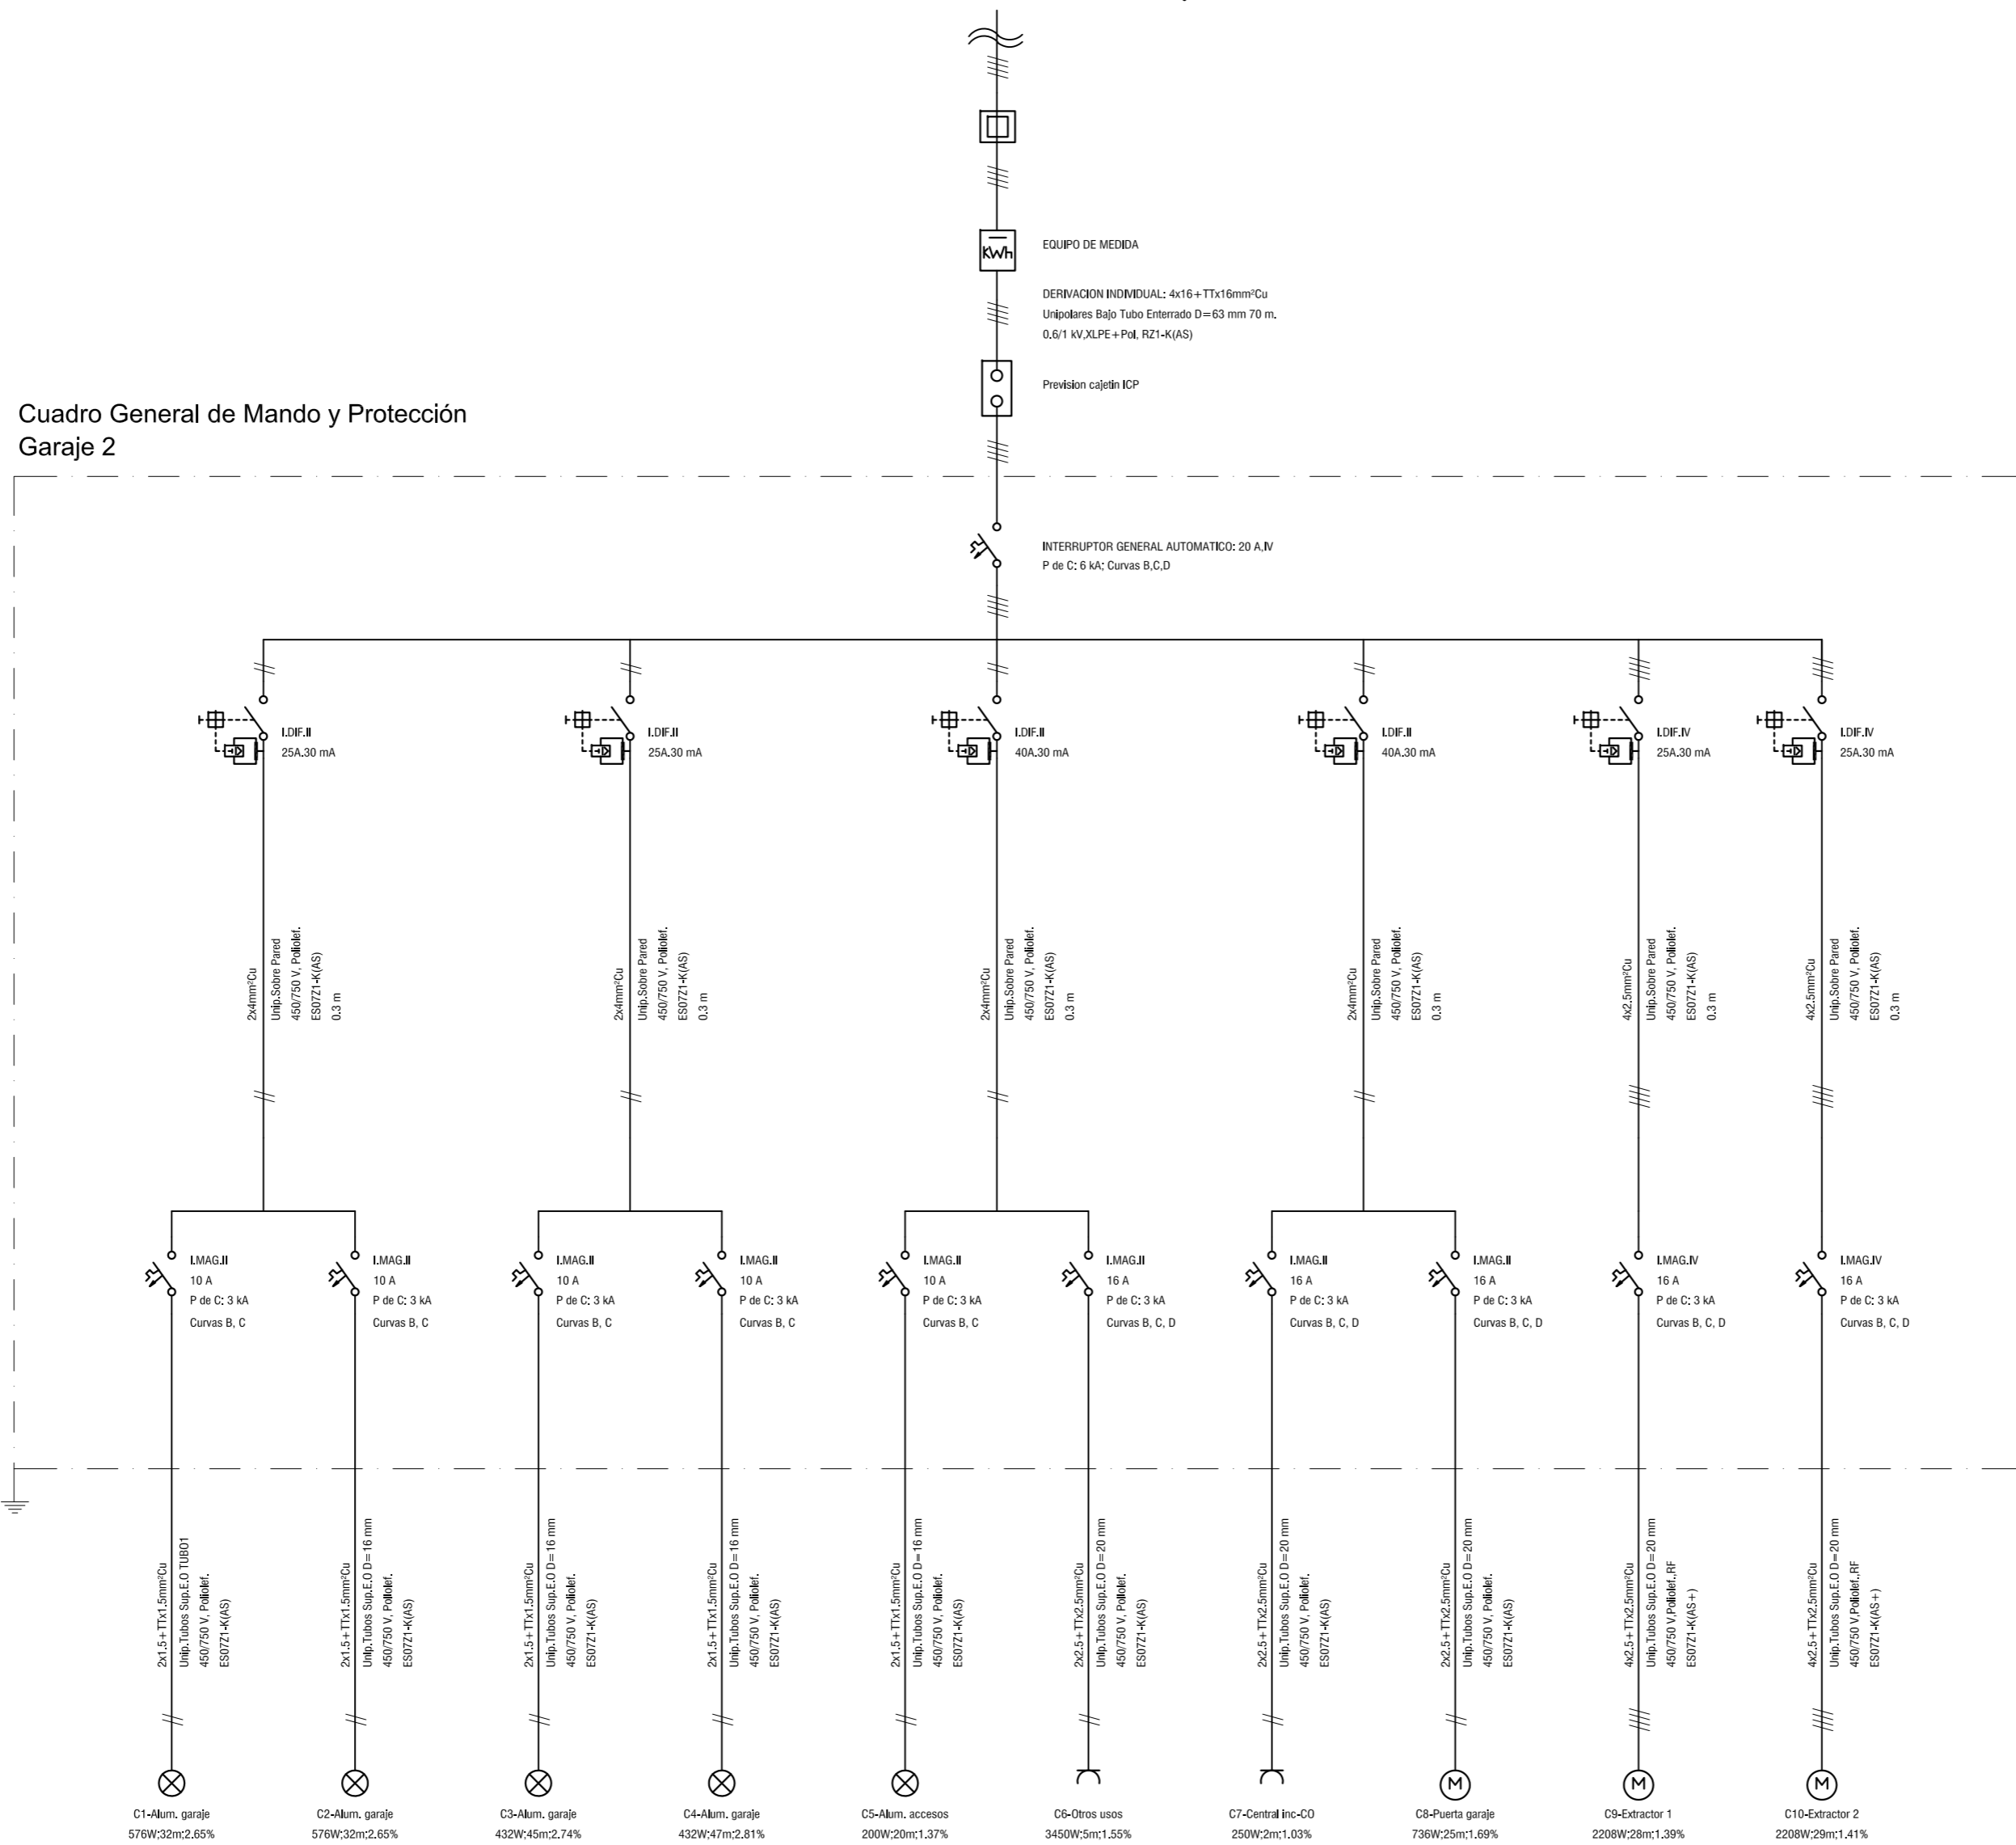 KWh
EQUIPO DE MEDIDA
DERIVACION INDIVIDUAL: 4x16+TTx16mm²Cu
Unipolares Bajo Tubo Enterrado D=63 mm 70 m.
0.6/1 kV,XLPE+Pol, RZ1-K(AS)
Prevision cajetin ICP
Cuadro General de Mando y Protección
Garaje 2
INTERRUPTOR GENERAL AUTOMATICO: 20 A,IV
P de C: 6 kA; Curvas B,C,D
I.DIF.II
25A.30 mA
I.DIF.II
25A.30 mA
I.DIF.II
40A.30 mA
I.DIF.II
40A.30 mA
I.DIF.IV
25A.30 mA
I.DIF.IV
25A.30 mA
2x4mm²Cu
Unip.Sobre Pared
450/750 V, Poliolef.
ES07Z1-K(AS)
0.3 m
2x4mm²Cu
Unip.Sobre Pared
450/750 V, Poliolef.
ES07Z1-K(AS)
0.3 m
2x4mm²Cu
Unip.Sobre Pared
450/750 V, Poliolef.
ES07Z1-K(AS)
0.3 m
2x4mm²Cu
Unip.Sobre Pared
450/750 V, Poliolef.
ES07Z1-K(AS)
0.3 m
4x2.5mm²Cu
Unip.Sobre Pared
450/750 V, Poliolef.
ES07Z1-K(AS)
0.3 m
4x2.5mm²Cu
Unip.Sobre Pared
450/750 V, Poliolef.
ES07Z1-K(AS)
0.3 m
I.MAG.II
10 A
P de C: 3 kA
Curvas B, C
I.MAG.II
10 A
P de C: 3 kA
Curvas B, C
I.MAG.II
10 A
P de C: 3 kA
Curvas B, C
I.MAG.II
10 A
P de C: 3 kA
Curvas B, C
I.MAG.II
10 A
P de C: 3 kA
Curvas B, C
I.MAG.II
16 A
P de C: 3 kA
Curvas B, C, D
I.MAG.II
16 A
P de C: 3 kA
Curvas B, C, D
I.MAG.II
16 A
P de C: 3 kA
Curvas B, C, D
I.MAG.IV
16 A
P de C: 3 kA
Curvas B, C, D
I.MAG.IV
16 A
P de C: 3 kA
Curvas B, C, D
2x1.5+TTx1.5mm²Cu
Unip.Tubos Sup.E.O TUBO1
450/750 V, Poliolef.
ES07Z1-K(AS)
2x1.5+TTx1.5mm²Cu
Unip.Tubos Sup.E.O D=16 mm
450/750 V, Poliolef.
ES07Z1-K(AS)
2x1.5+TTx1.5mm²Cu
Unip.Tubos Sup.E.O D=16 mm
450/750 V, Poliolef.
ES07Z1-K(AS)
2x1.5+TTx1.5mm²Cu
Unip.Tubos Sup.E.O D=16 mm
450/750 V, Poliolef.
ES07Z1-K(AS)
2x1.5+TTx1.5mm²Cu
Unip.Tubos Sup.E.O D=16 mm
450/750 V, Poliolef.
ES07Z1-K(AS)
2x2.5+TTx2.5mm²Cu
Unip.Tubos Sup.E.O D=20 mm
450/750 V, Poliolef.
ES07Z1-K(AS)
2x2.5+TTx2.5mm²Cu
Unip.Tubos Sup.E.O D=20 mm
450/750 V, Poliolef.
ES07Z1-K(AS)
2x2.5+TTx2.5mm²Cu
Unip.Tubos Sup.E.O D=20 mm
450/750 V, Poliolef.
ES07Z1-K(AS)
4x2.5+TTx2.5mm²Cu
Unip.Tubos Sup.E.O D=20 mm
450/750 V,Poliolef.,RF
ES07Z1-K(AS+)
4x2.5+TTx2.5mm²Cu
Unip.Tubos Sup.E.O D=20 mm
450/750 V,Poliolef.,RF
ES07Z1-K(AS+)
M
M
M
C1-Alum. garaje
576W;32m;2.65%
C2-Alum. garaje
576W;32m;2.65%
C3-Alum. garaje
432W;45m;2.74%
C4-Alum. garaje
432W;47m;2.81%
C5-Alum. accesos
200W;20m;1.37%
C6-Otros usos
3450W;5m;1.55%
C7-Central inc-CO
250W;2m;1.03%
C8-Puerta garaje
736W;25m;1.69%
C9-Extractor 1
2208W;28m;1.39%
C10-Extractor 2
2208W;29m;1.41%